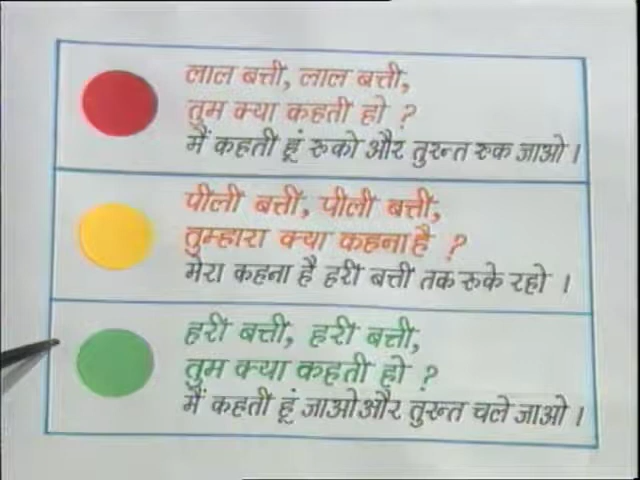 लाल बत्ती, लाल बत्ती,
तुम क्या कहती हो ?
मैं कहती हूं रुको और तुरन्त रुक जाओ ।
पीली बत्ती, पीली बत्ती,
तुम्हारा क्या कहना है ?
मेरा कहना है हरी बत्ती तक रुके रहो ।
हरी बत्ती, हरी बत्ती,
तुम क्या कहती हो ?
मैं कहती हूं जाओ और तुरन्त चले जाओ ।